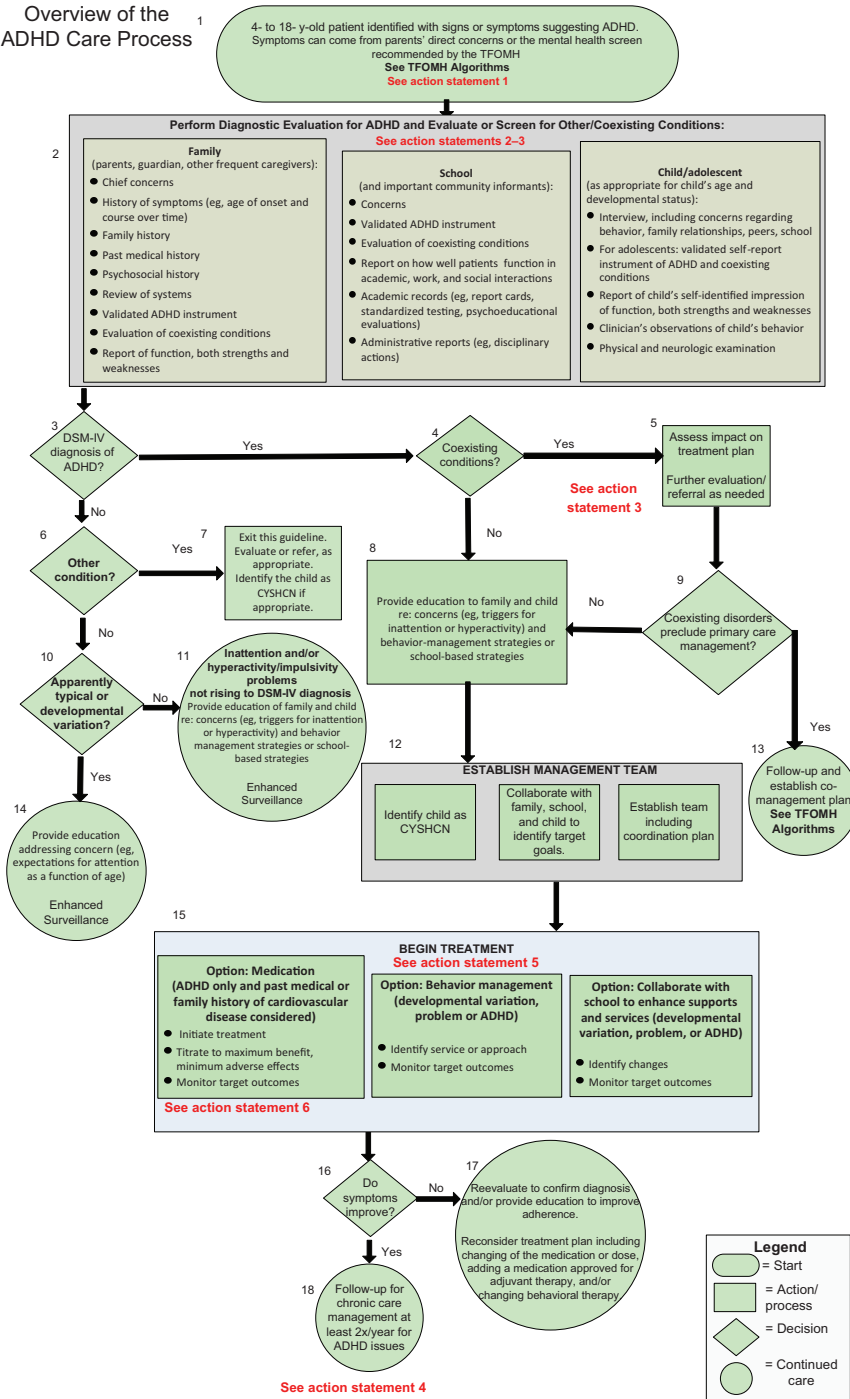 Overview of the
ADHD Care Process
1
4- to 18- y-old patient identified with signs or symptoms suggesting ADHD.
Symptoms can come from parents' direct concerns or the mental health screen
recommended by the TFOMH
See TFOMH Algorithms
See action statement 1
2
Perform Diagnostic Evaluation for ADHD and Evaluate or Screen for Other/Coexisting Conditions:
See action statements 2–3
Family
(parents, guardian, other frequent caregivers):
● Chief concerns
● History of symptoms (eg, age of onset and
course over time)
● Family history
● Past medical history
● Psychosocial history
● Review of systems
● Validated ADHD instrument
● Evaluation of coexisting conditions
● Report of function, both strengths and
weaknesses
School
(and important community informants):
● Concerns
● Validated ADHD instrument
● Evaluation of coexisting conditions
● Report on how well patients function in
academic, work, and social interactions
● Academic records (eg, report cards,
standardized testing, psychoeducational
evaluations)
● Administrative reports (eg, disciplinary
actions)
Child/adolescent
(as appropriate for child's age and
developmental status):
● Interview, including concerns regarding
behavior, family relationships, peers, school
● For adolescents: validated self-report
instrument of ADHD and coexisting
conditions
● Report of child's self-identified impression
of function, both strengths and weaknesses
● Clinician's observations of child's behavior
● Physical and neurologic examination
3
DSM-IV
diagnosis of
ADHD?
Yes
No
4
Coexisting
conditions?
Yes
No
5
Assess impact on
treatment plan
Further evaluation/
referral as needed
See action
statement 3
6
Other
condition?
Yes
No
7
Exit this guideline.
Evaluate or refer, as
appropriate.
Identify the child as
CYSHCN if
appropriate.
8
Provide education to family and child
re: concerns (eg, triggers for
inattention or hyperactivity) and
behavior-management strategies or
school-based strategies
9
Coexisting disorders
preclude primary care
management?
No
Yes
10
Apparently
typical or
developmental
variation?
No
Yes
11
Inattention and/or
hyperactivity/impulsivity
problems
not rising to DSM-IV diagnosis
Provide education of family and child
re: concerns (eg, triggers for inattention
or hyperactivity) and behavior
management strategies or school-
based strategies
Enhanced
Surveillance
12
ESTABLISH MANAGEMENT TEAM
Identify child as
CYSHCN
Collaborate with
family, school,
and child to
identify target
goals.
Establish team
including
coordination plan
13
Follow-up and
establish co-
management plan
See TFOMH
Algorithms
14
Provide education
addressing concern (eg,
expectations for attention
as a function of age)
Enhanced
Surveillance
15
BEGIN TREATMENT
See action statement 5
Option: Medication
(ADHD only and past medical or
family history of cardiovascular
disease considered)
● Initiate treatment
● Titrate to maximum benefit,
minimum adverse effects
● Monitor target outcomes
See action statement 6
Option: Behavior management
(developmental variation,
problem or ADHD)
● Identify service or approach
● Monitor target outcomes
Option: Collaborate with
school to enhance supports
and services (developmental
variation, problem, or ADHD)
● Identify changes
● Monitor target outcomes
16
Do
symptoms
improve?
No
Yes
17
Reevaluate to confirm diagnosis
and/or provide education to improve
adherence.
Reconsider treatment plan including
changing of the medication or dose,
adding a medication approved for
adjuvant therapy, and/or
changing behavioral therapy
18
Follow-up for
chronic care
management at
least 2x/year for
ADHD issues
See action statement 4
Legend
= Start
= Action/
process
= Decision
= Continued
care